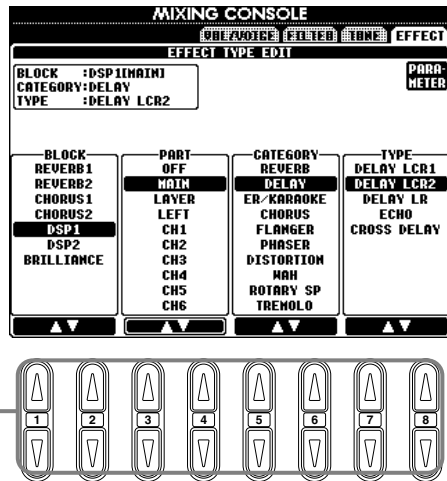 MIXING CONSOLE
VOL/VOICE FILTER TUNE EFFECT
EFFECT TYPE EDIT
BLOCK :DSP1[MAIN]
CATEGORY:DELAY
TYPE :DELAY LCR2
PARA-
METER
BLOCK
REVERB1
REVERB2
CHORUS1
CHORUS2
DSP1
DSP2
BRILLIANCE
PART
OFF
MAIN
LAYER
LEFT
CH1
CH2
CH3
CH4
CH5
CH6
CATEGORY
REVERB
DELAY
ER/KARAOKE
CHORUS
FLANGER
PHASER
DISTORTION
WAH
ROTARY SP
TREMOLO
TYPE
DELAY LCR1
DELAY LCR2
DELAY LR
ECHO
CROSS DELAY
1 2 3 4 5 6 7 8